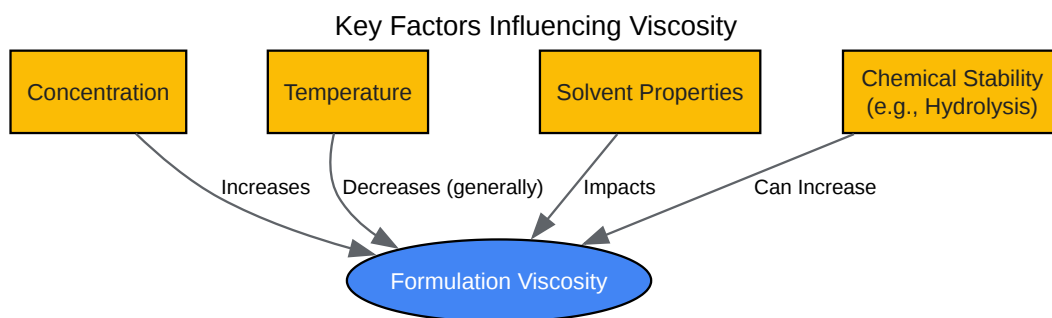 Key Factors Influencing Viscosity
Concentration
Temperature
Solvent Properties
Chemical Stability
(e.g., Hydrolysis)
Increases
Decreases (generally)
Impacts
Can Increase
Formulation Viscosity